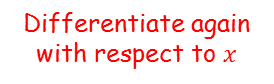 Differentiate again
with respect to x